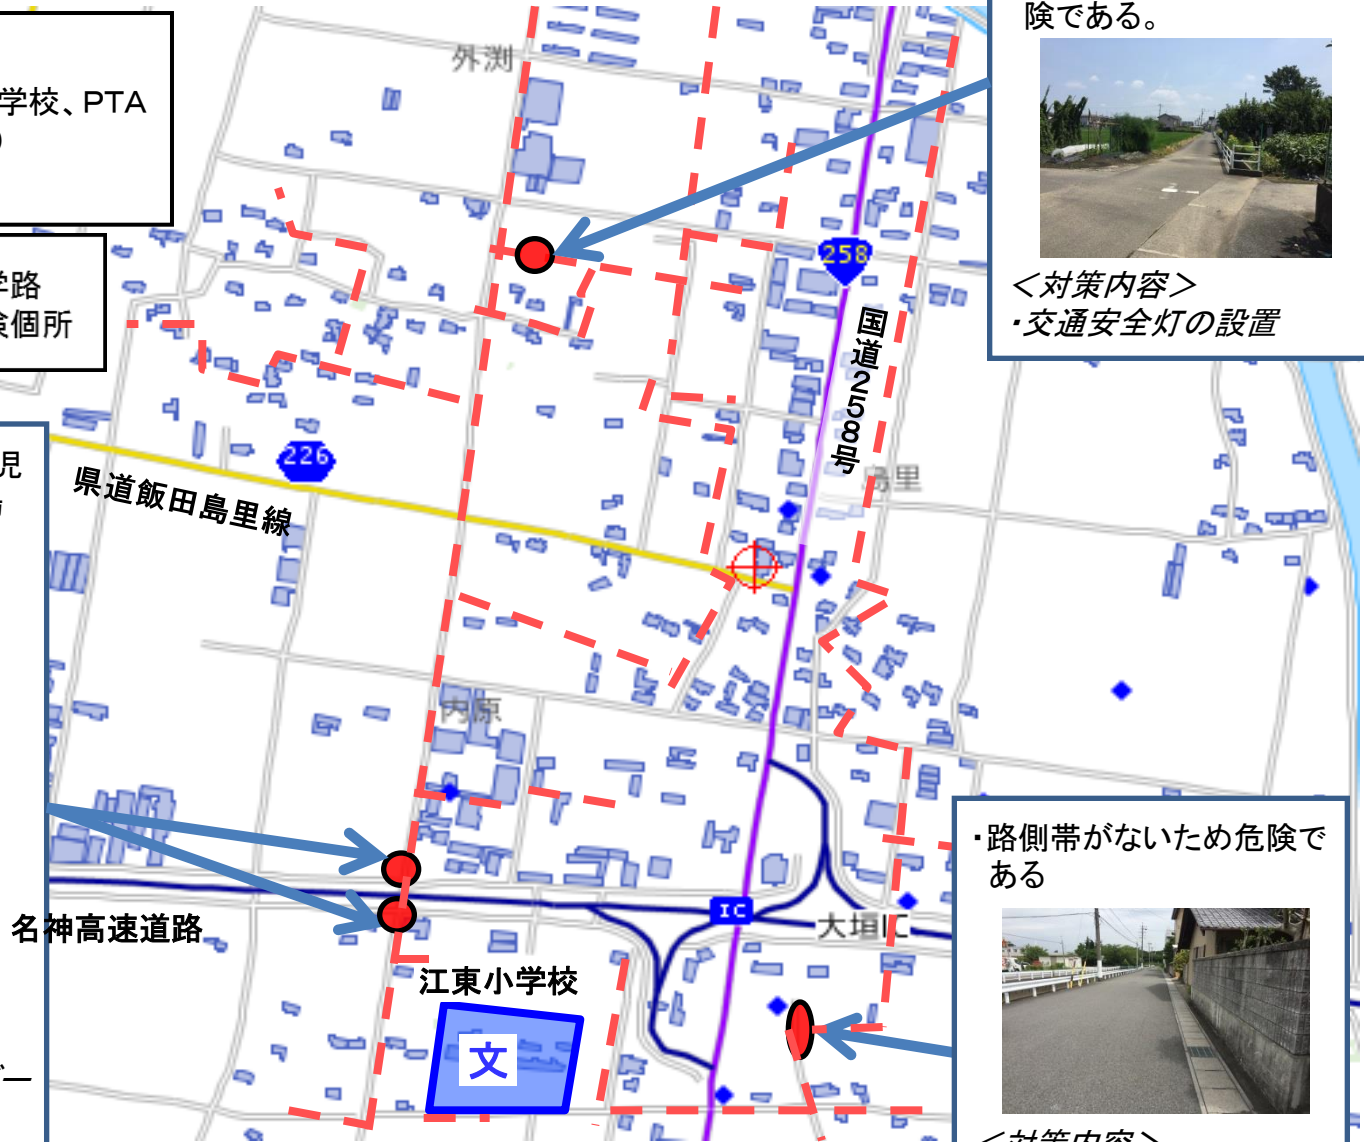 険である。
外渕
学校、PTA
)
258
学路
険個所
＜対策内容＞
・交通安全灯の設置
国道２５８号
児
226
県道飯田島里線
島里
内原
・路側帯がないため危険で
ある
IC
大垣IC
名神高速道路
江東小学校
文
ー
＜対策内容＞